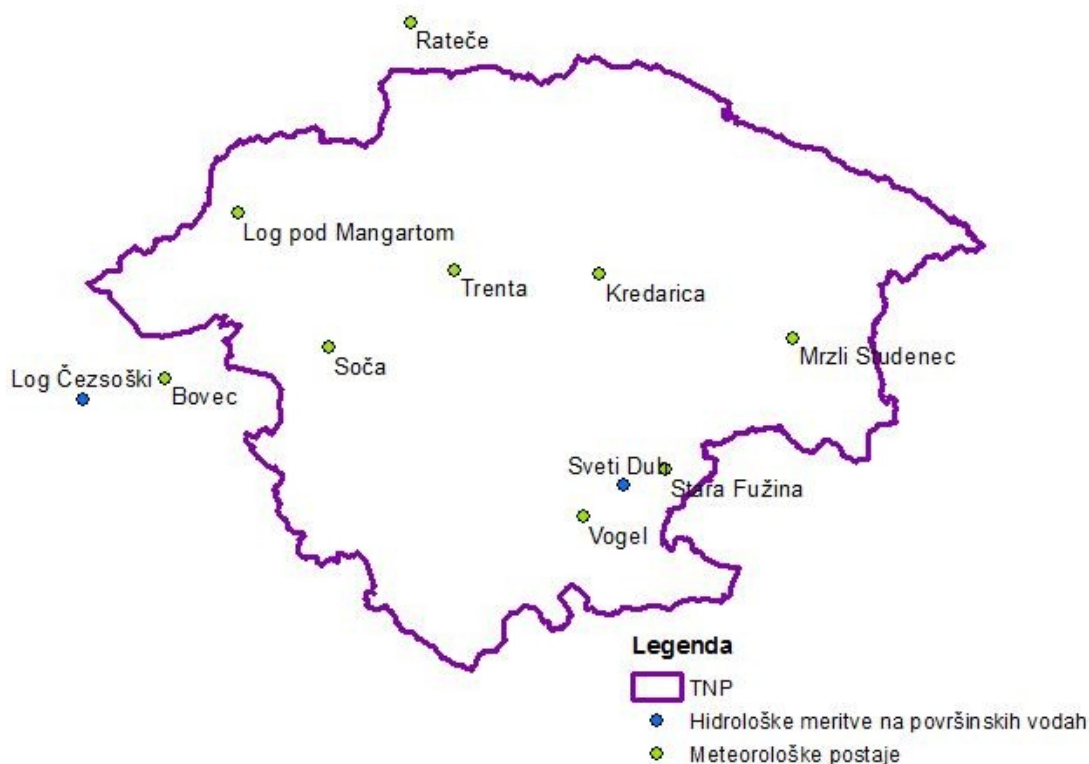 Rateče
Log pod Mangartom
Trenta
Kredarica
Soča
Mrzli Studenec
Log Čezsoški
Bovec
Sveti Duh
Stara Fužina
Vogel
Legenda
TNP
Hidrološke meritve na površinskih vodah
Meteorološke postaje